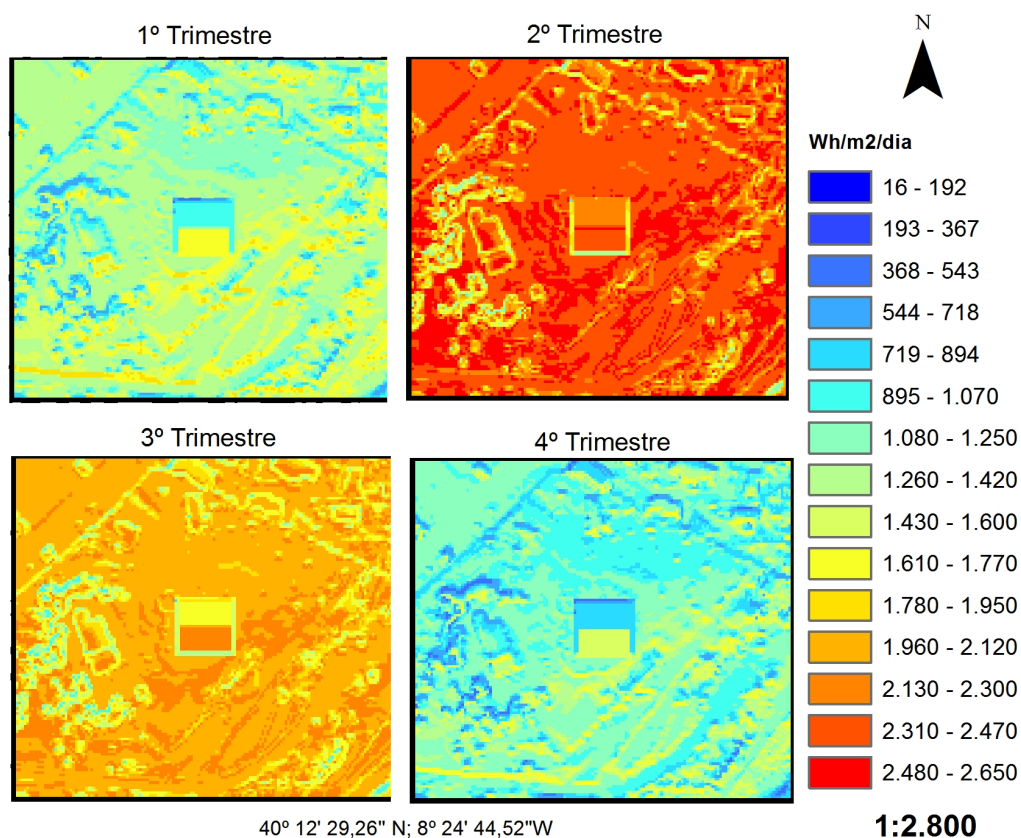 1º Trimestre
2º Trimestre
N
Wh/m2/dia
16 - 192
193 - 367
368 - 543
544 - 718
719 - 894
895 - 1.070
1.080 - 1.250
1.260 - 1.420
1.430 - 1.600
1.610 - 1.770
1.780 - 1.950
1.960 - 2.120
2.130 - 2.300
2.310 - 2.470
2.480 - 2.650
3º Trimestre
4º Trimestre
40º 12' 29,26" N; 8º 24' 44,52"W
1:2.800